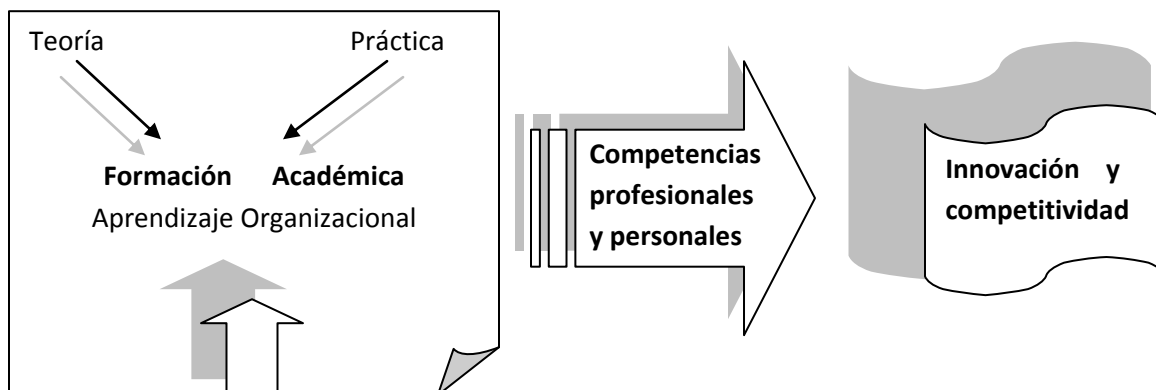 Teoría
Práctica
Formación Académica
Aprendizaje Organizacional
Competencias
profesionales
y personales
Innovación y
competitividad